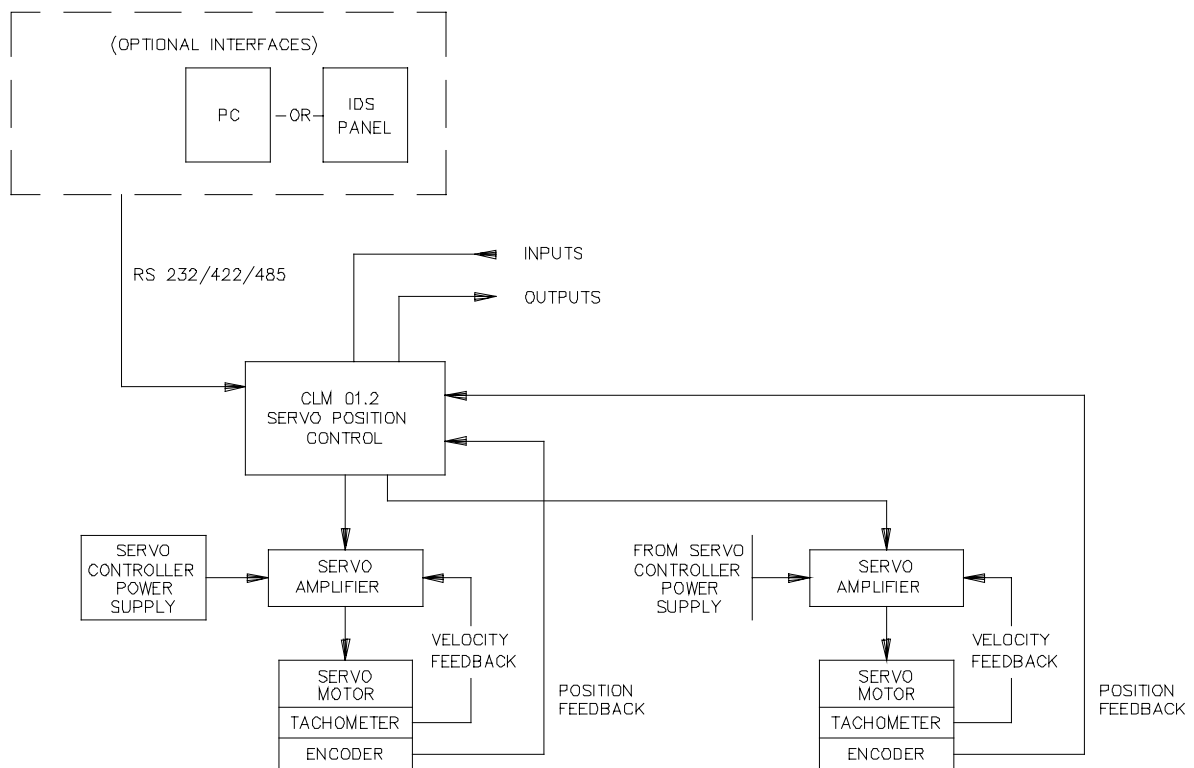 (OPTIONAL INTERFACES)
PC
-OR-
IDS
PANEL
RS 232/422/485
INPUTS
OUTPUTS
CLM 01.2
SERVO POSITION
CONTROL
SERVO
CONTROLLER
POWER
SUPPLY
SERVO
AMPLIFIER
VELOCITY
FEEDBACK
SERVO
MOTOR
TACHOMETER
ENCODER
POSITION
FEEDBACK
FROM SERVO
CONTROLLER
POWER
SUPPLY
SERVO
AMPLIFIER
VELOCITY
FEEDBACK
SERVO
MOTOR
TACHOMETER
ENCODER
POSITION
FEEDBACK